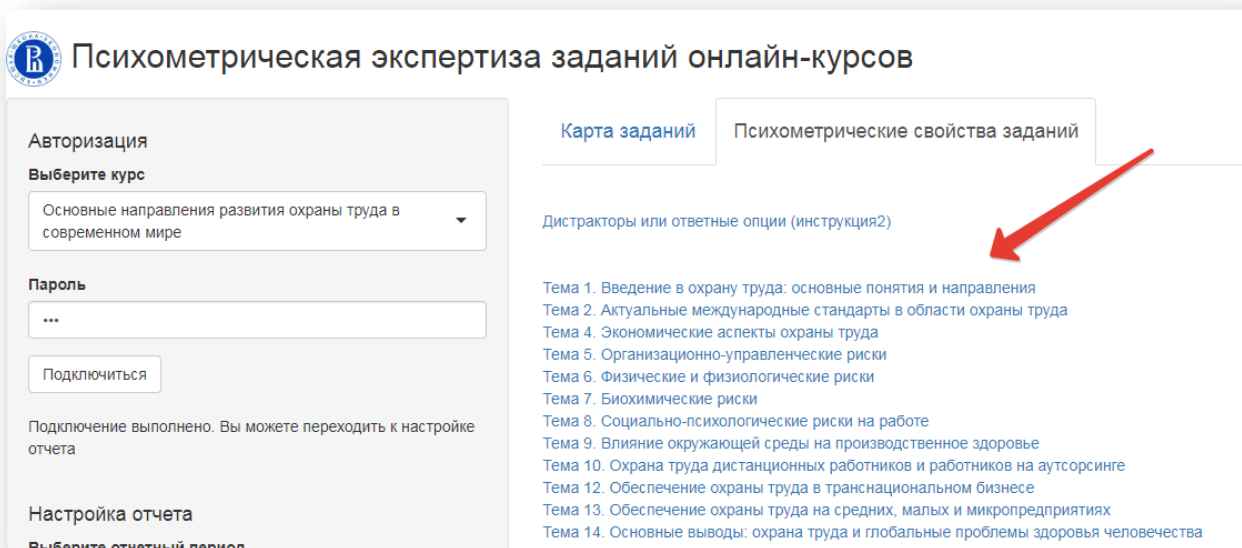 Психометрическая экспертиза заданий онлайн-курсов
Авторизация
Выберите курс
Основные направления развития охраны труда в
современном мире
Пароль
•••
Подключиться
Подключение выполнено. Вы можете переходить к настройке
отчета
Настройка отчета
Выберите отчетный период
Карта заданий
Психометрические свойства заданий
Дистракторы или ответные опции (инструкция2)
Тема 1. Введение в охрану труда: основные понятия и направления
Тема 2. Актуальные международные стандарты в области охраны труда
Тема 4. Экономические аспекты охраны труда
Тема 5. Организационно-управленческие риски
Тема 6. Физические и физиологические риски
Тема 7. Биохимические риски
Тема 8. Социально-психологические риски на работе
Тема 9. Влияние окружающей среды на производственное здоровье
Тема 10. Охрана труда дистанционных работников и работников на аутсорсинге
Тема 12. Обеспечение охраны труда в транснациональном бизнесе
Тема 13. Обеспечение охраны труда на средних, малых и микропредприятиях
Тема 14. Основные выводы: охрана труда и глобальные проблемы здоровья человечества